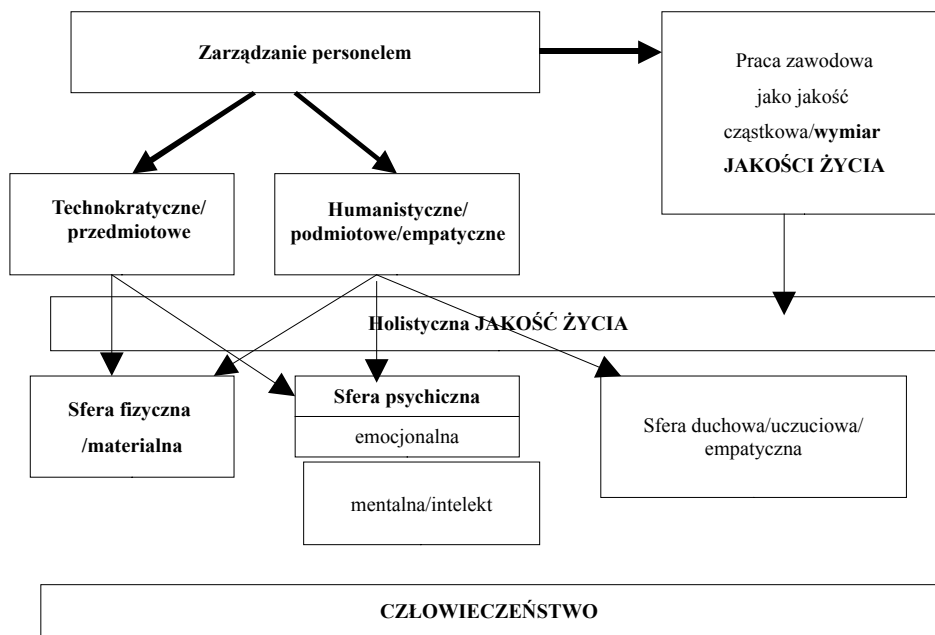 Zarządzanie personelem
Praca zawodowa
jako jakość
cząstkowa/wymiar
JAKOŚCI ŻYCIA
Technokratyczne/
przedmiotowe
Humanistyczne/
podmiotowe/empatyczne
Holistyczna JAKOŚĆ ŻYCIA
Sfera fizyczna
/materialna
Sfera psychiczna
emocjonalna
mentalna/intelekt
Sfera duchowa/uczuciowa/
empatyczna
CZŁOWIECZEŃSTWO